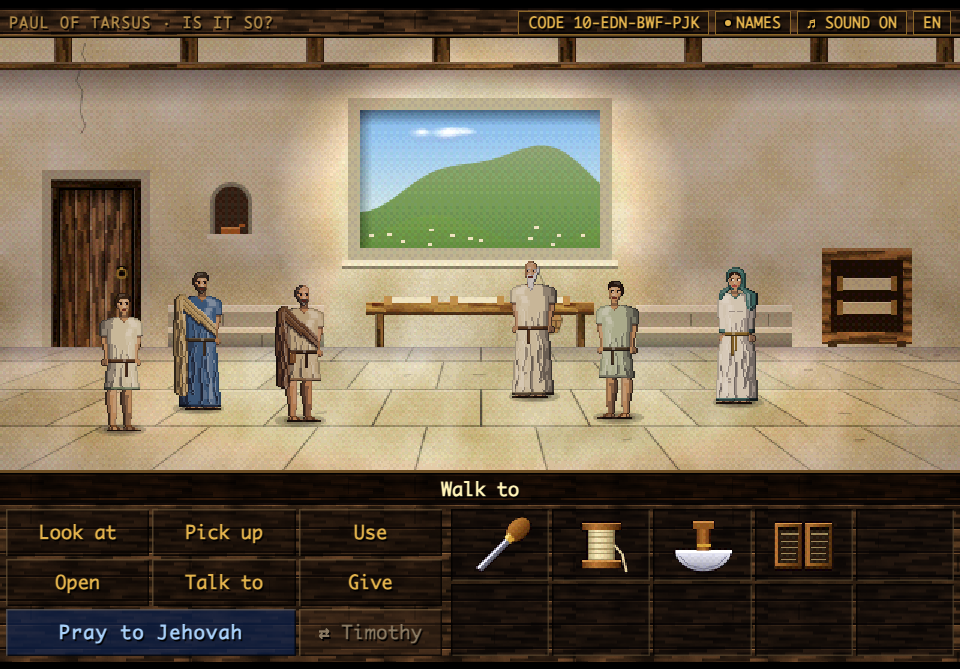 PAUL OF TARSUS · IS IT SO?
CODE 10-EDN-BWF-PJK
● NAMES
♬ SOUND ON
EN
Walk to
Look at
Pick up
Use
Open
Talk to
Give
Pray to Jehovah
⇄ Timothy